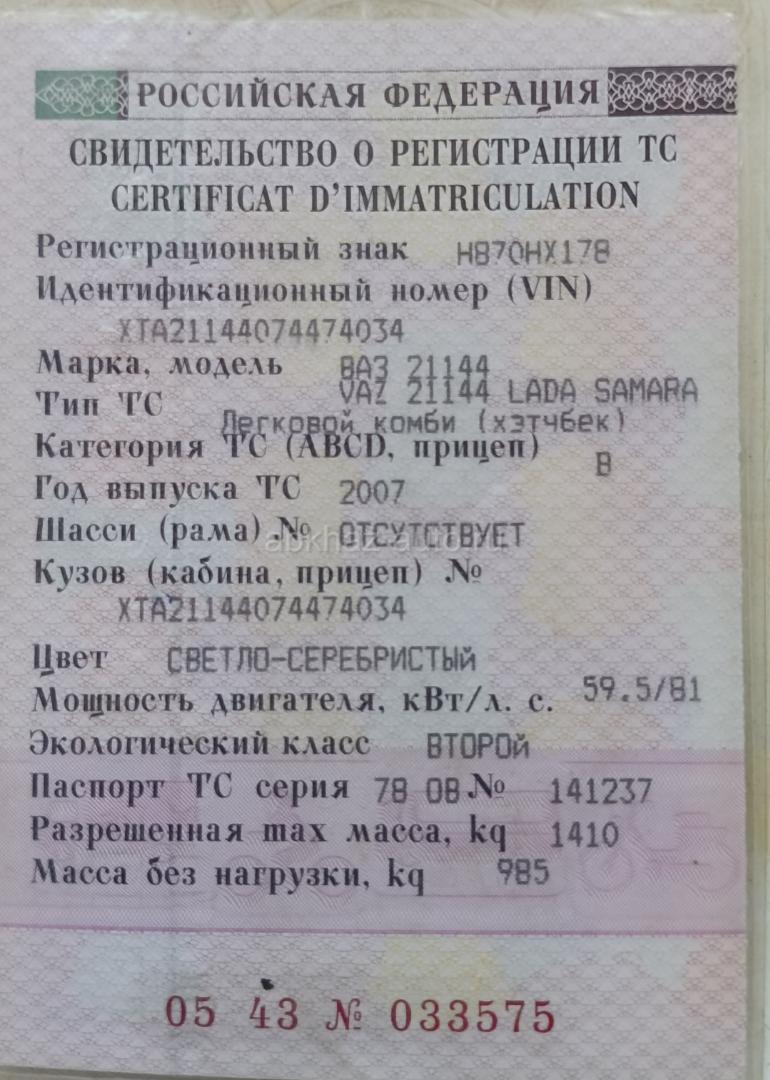 РОССИЙСКАЯ ФЕДЕРАЦИЯ
СВИДЕТЕЛЬСТВО О РЕГИСТРАЦИИ ТС
CERTIFICAT D'IMMATRICULATION
Регистрационный знак Н870НХ178
Идентификационный номер (VIN)
XTA21144074474034
Марка, модель ВАЗ 21144
VAZ 21144 LADA SAMARA
Тип ТС
Легковой комби (хэтчбек)
Категория ТС (ABCD, прицеп) B
Год выпуска ТС 2007
Шасси (рама) № ОТСУТСТВУЕТ
Кузов (кабина, прицеп) №
XTA21144074474034
Цвет СВЕТЛО-СЕРЕБРИСТЫй
Мощность двигателя, кВт/л. с. 59.5/81
Экологический класс ВТОРОй
Паспорт ТС серия 78 08 № 141237
Разрешенная max масса, kg 1410
Масса без нагрузки, kg 985
05 43 № 033575